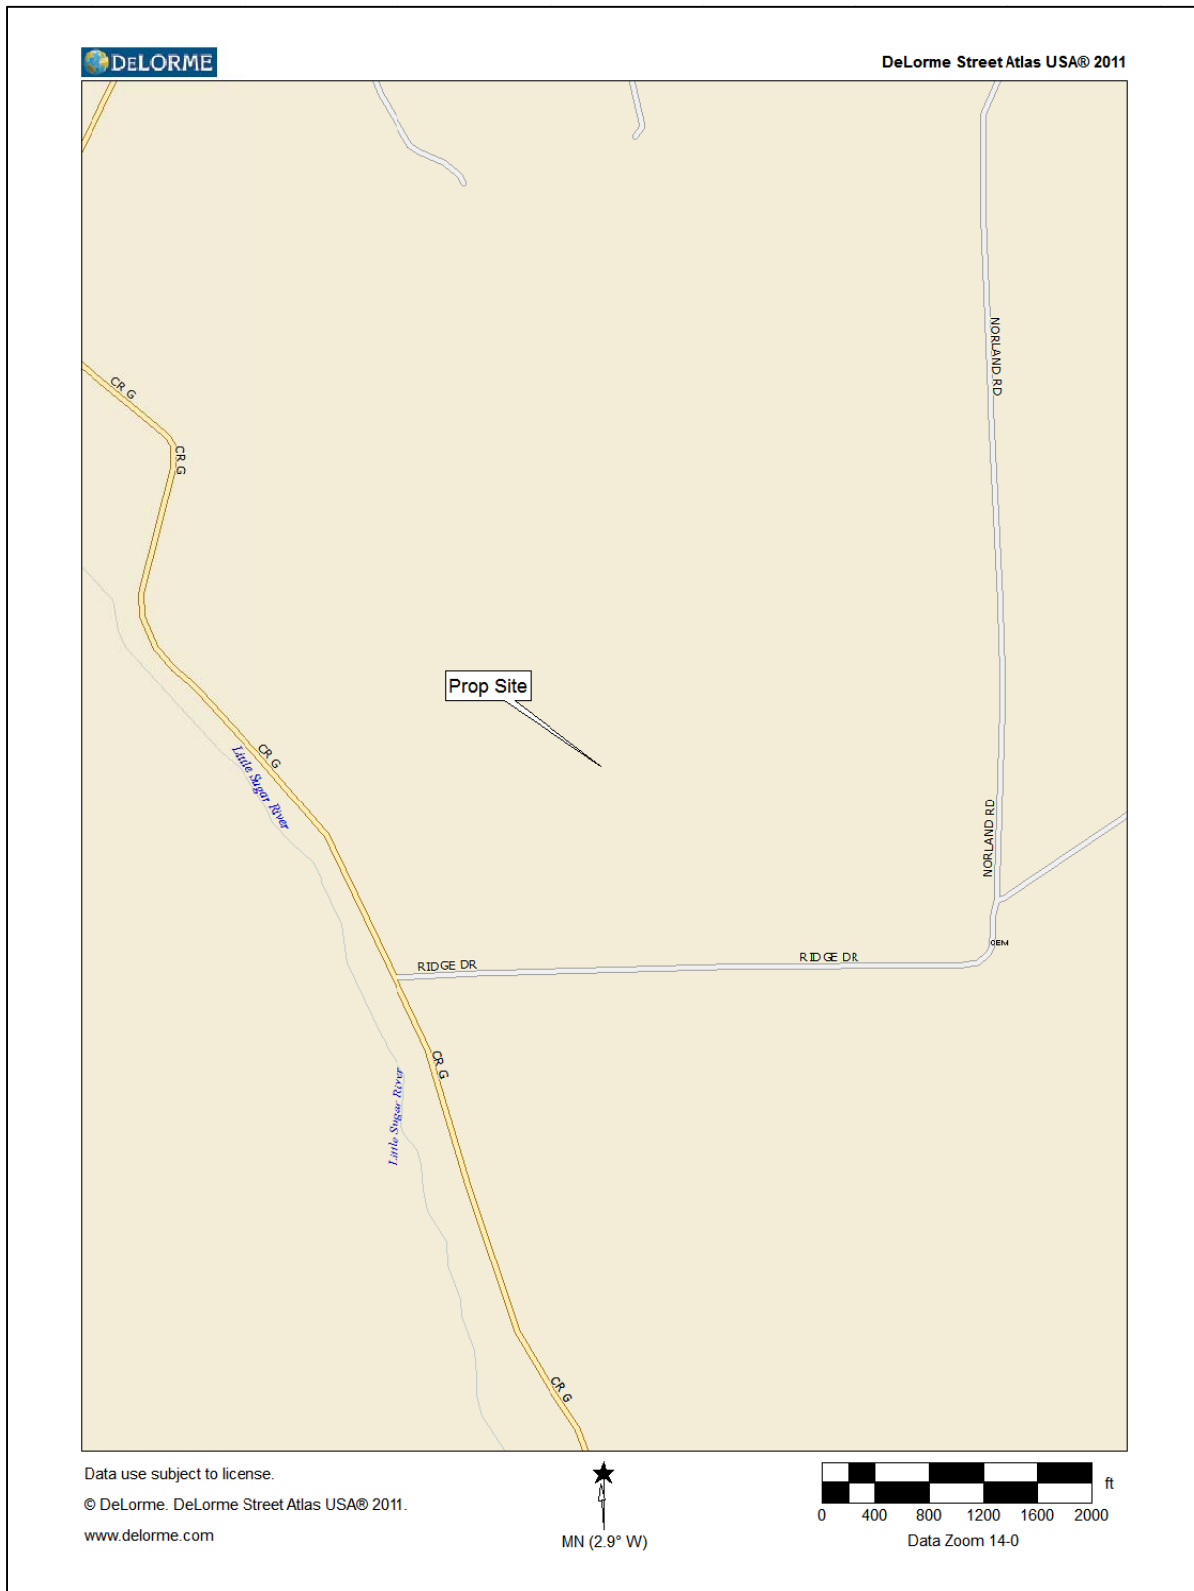 DELORME
DeLorme Street Atlas USA® 2011
NORLAND RD
CR G
CR G
Prop Site
CR G
Little Sugar River
NORLAND RD
CEM
RIDGE DR
RIDGE DR
CR G
Little Sugar River
CR G
Data use subject to license.
© DeLorme. DeLorme Street Atlas USA® 2011.
www.delorme.com
MN (2.9° W)
ft
0 400 800 1200 1600 2000
Data Zoom 14-0